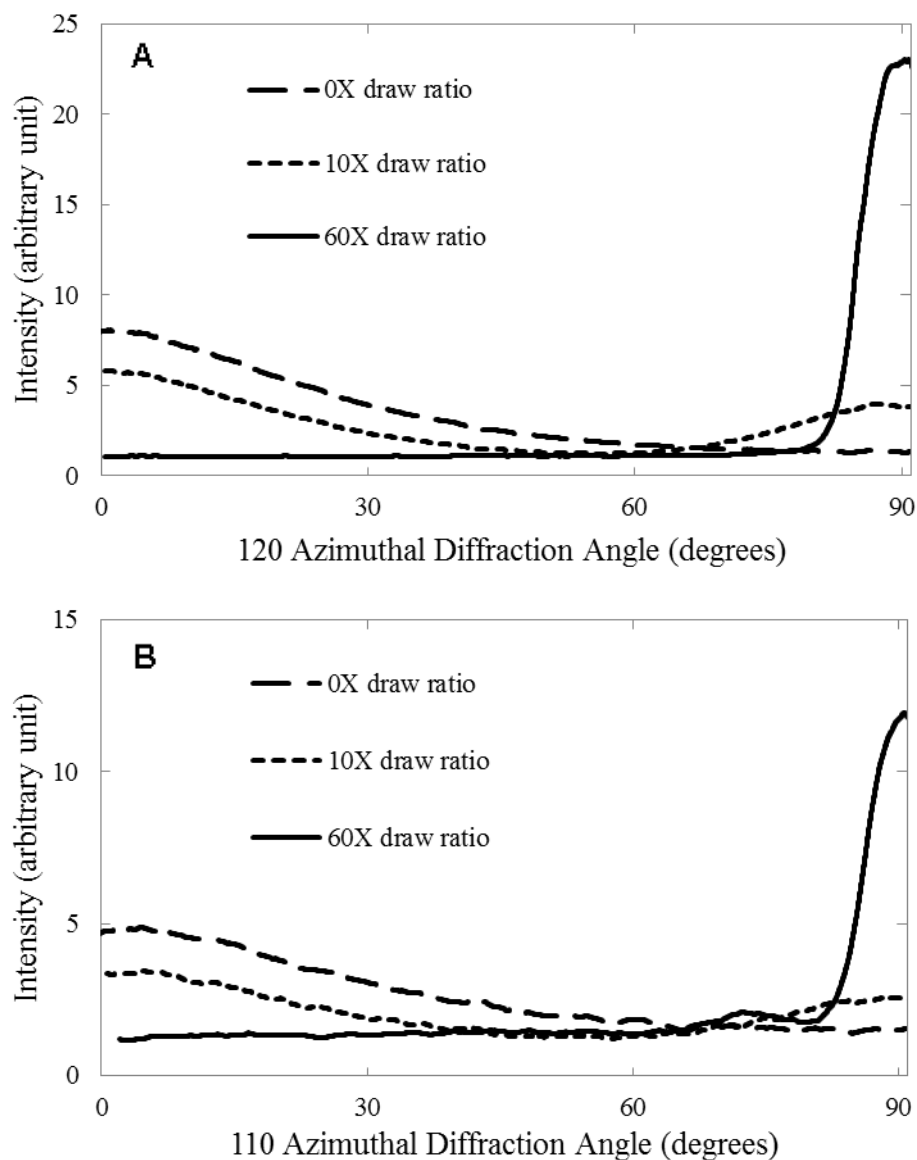 A
25
20
15
10
5
0
Intensity (arbitrary unit)
0X draw ratio
10X draw ratio
60X draw ratio
0 30 60 90
120 Azimuthal Diffraction Angle (degrees)
B
15
10
5
0
Intensity (arbitrary unit)
0X draw ratio
10X draw ratio
60X draw ratio
0 30 60 90
110 Azimuthal Diffraction Angle (degrees)